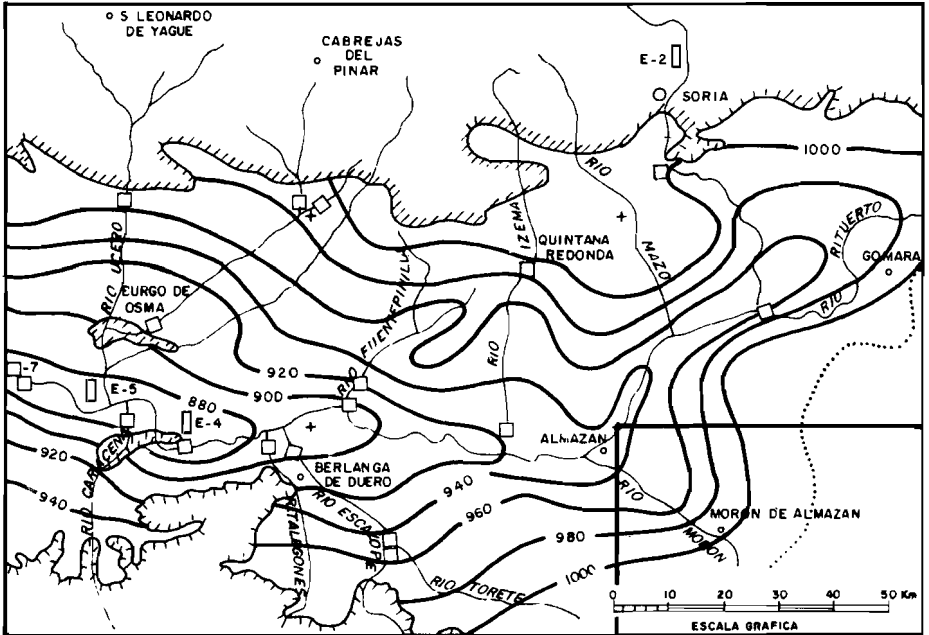 S LEONARDO
DE YAGUE
CABREJAS
DEL
PINAR
E-2
SORIA
1000
RIO
IZEMA
RITUERTO
RIO UCERO
QUINTANA
REDONDA
MAZO
GOMARA
EURGO DE
OSMA
FUENTEPINILLA
RIO
RIO
RIO
-7
E-5
920
900
880
E-4
ALMAZAN
920
BERLANGA
DE DUERO
RIO
940
940
960
MORON DE ALMAZAN
RIO ESCALOPE
980
MORON
RIO CARACENA
RTALEGONES
1000
RIO TORETE
0 10 20 30 40 50 Km
ESCALA GRAFICA